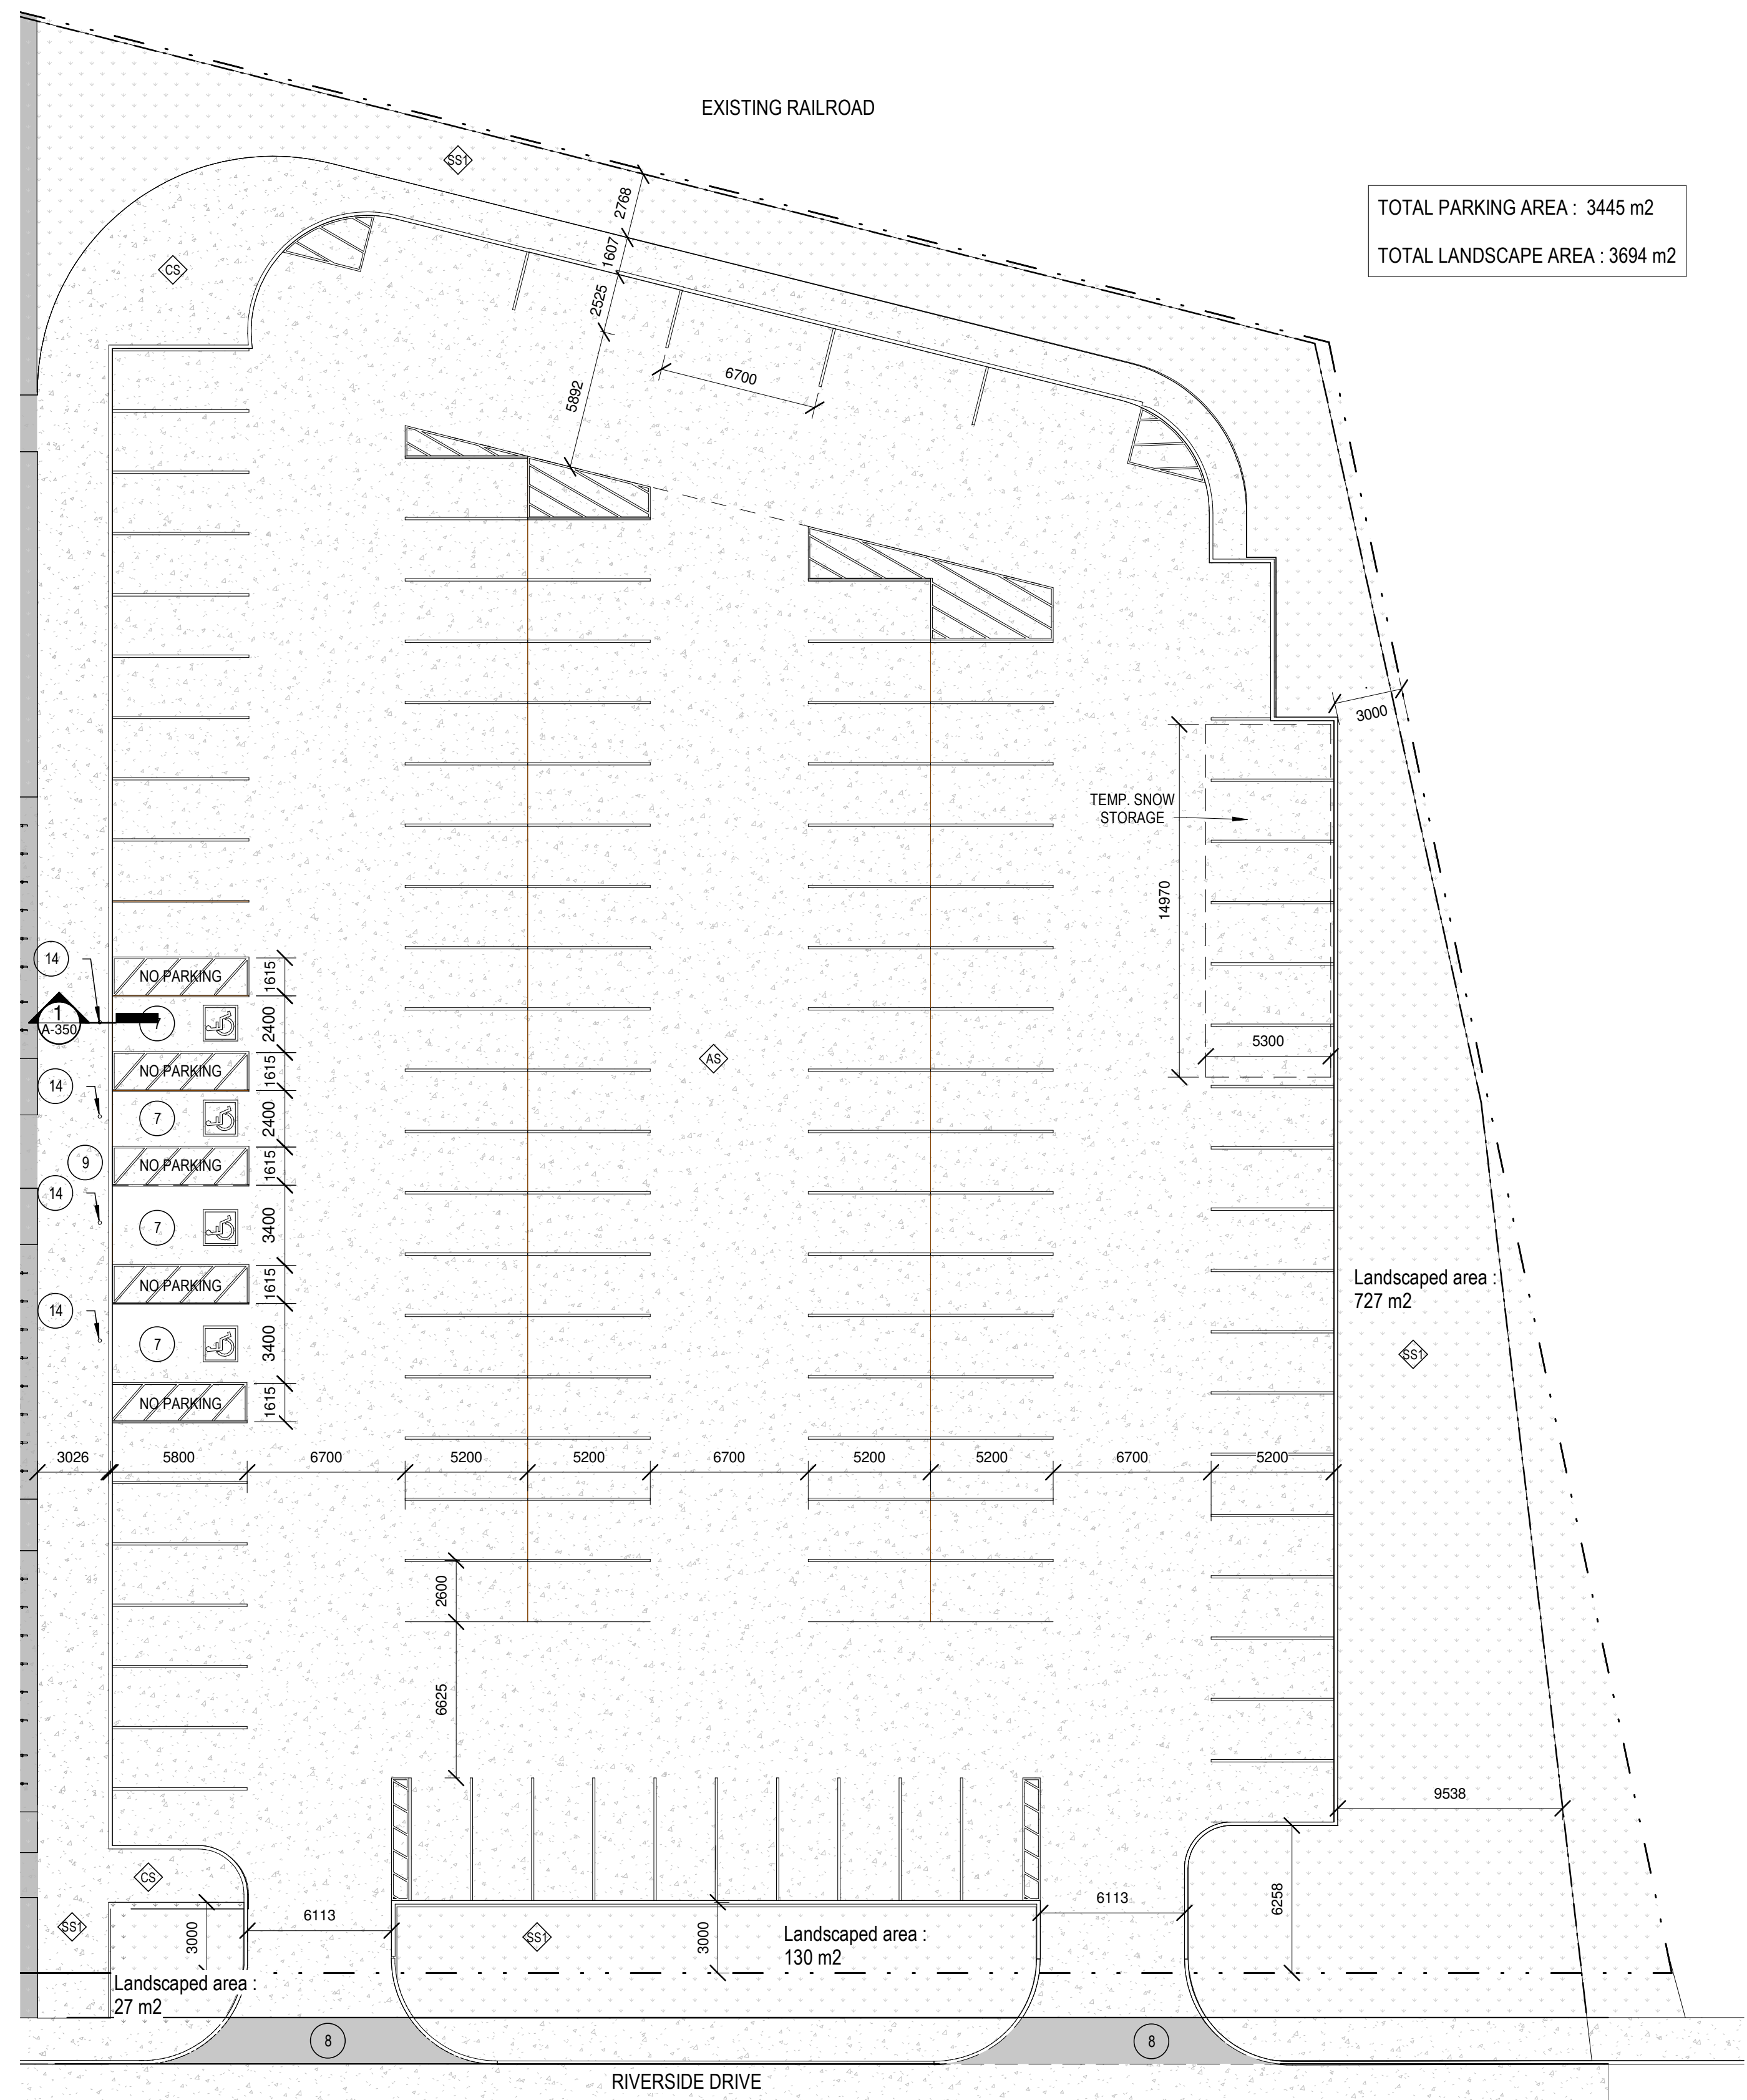 EXISTING RAILROAD
SS1
TOTAL PARKING AREA : 3445 m2
TOTAL LANDSCAPE AREA : 3694 m2
2768
1607
CS
2525
6700
5892
3000
TEMP. SNOW
STORAGE
14970
14
NO PARKING
1615
1
A-350
7
2400
5300
AS
NO PARKING
1615
14
7
2400
9
NO PARKING
1615
14
7
3400
NO PARKING
1615
Landscaped area :
727 m2
14
7
3400
SS1
NO PARKING
1615
3026
5800
6700
5200
5200
6700
5200
5200
6700
5200
2600
6625
9538
CS
6113
6113
6258
SS1
3000
SS1
3000
Landscaped area :
130 m2
Landscaped area :
27 m2
8
8
RIVERSIDE DRIVE